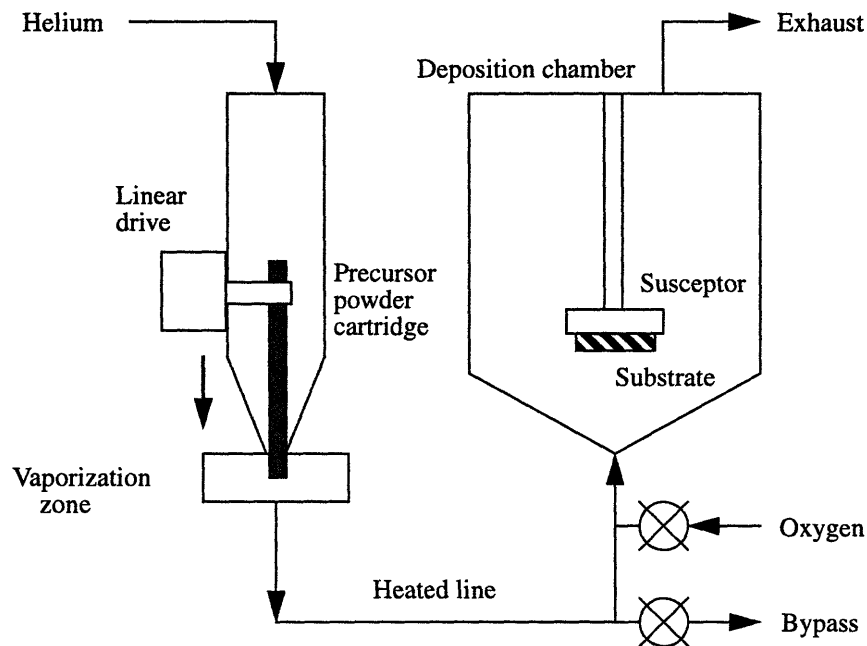 Helium
Exhaust
Deposition chamber
Linear
drive
Precursor
powder
cartridge
Susceptor
Substrate
Vaporization
zone
Oxygen
Heated line
Bypass